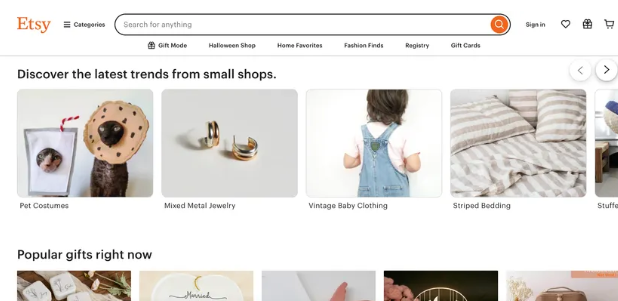 Etsy
Categories
Search for anything
Sign in
Gift Mode
Halloween Shop
Home Favorites
Fashion Finds
Registry
Gift Cards
Discover the latest trends from small shops.
Pet Costumes
Mixed Metal Jewelry
Vintage Baby Clothing
Striped Bedding
Stuffe
Popular gifts right now
Married